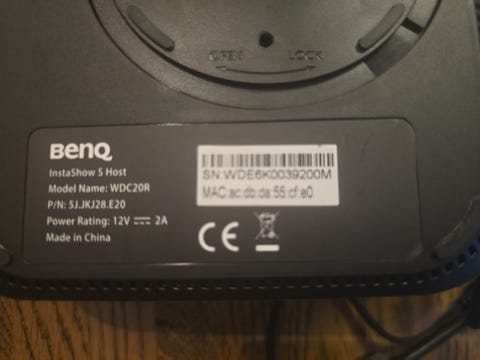 OPEN LOCK
BenQ
InstaShow S Host
Model Name: WDC20R
P/N: 5J.JKJ28.E20
Power Rating: 12V ⎓ 2A
Made in China
SN:WDE6K0039200M
MAC:ac:db:da:55:cf:e0
CE